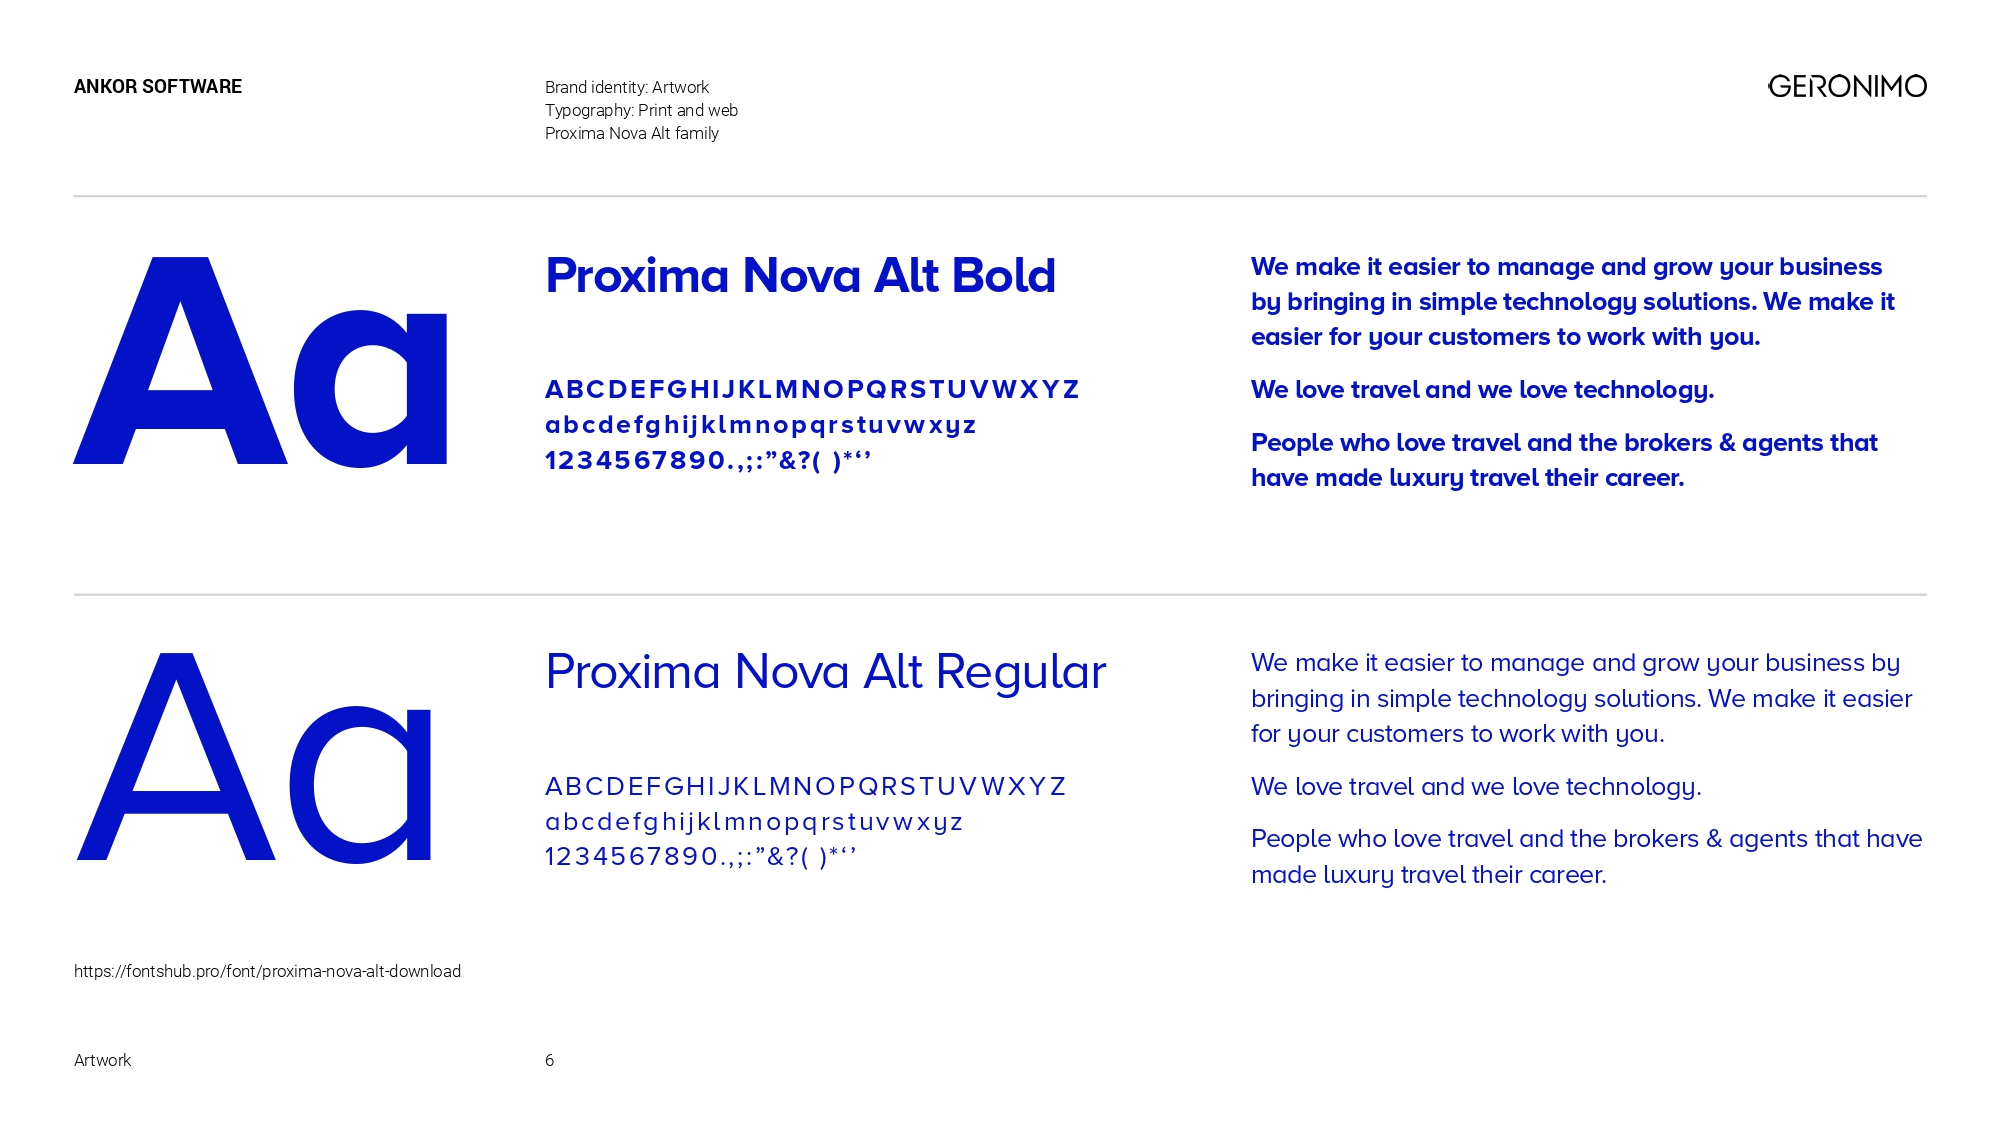 ANKOR SOFTWARE
Brand identity: Artwork
Typography: Print and web
Proxima Nova Alt family
GERONIMO
Aa
Proxima Nova Alt Bold
ABCDEFGHIJKLMNOPQRSTUVWXYZ
abcdefghijklmnopqrstuvwxyz
1234567890.,;:”&?( )*‘’
We make it easier to manage and grow your business
by bringing in simple technology solutions. We make it
easier for your customers to work with you.
We love travel and we love technology.
People who love travel and the brokers & agents that
have made luxury travel their career.
Aa
Proxima Nova Alt Regular
ABCDEFGHIJKLMNOPQRSTUVWXYZ
abcdefghijklmnopqrstuvwxyz
1234567890.,;:”&?( )*‘’
We make it easier to manage and grow your business by
bringing in simple technology solutions. We make it easier
for your customers to work with you.
We love travel and we love technology.
People who love travel and the brokers & agents that have
made luxury travel their career.
https://fontshub.pro/font/proxima-nova-alt-download
Artwork
6